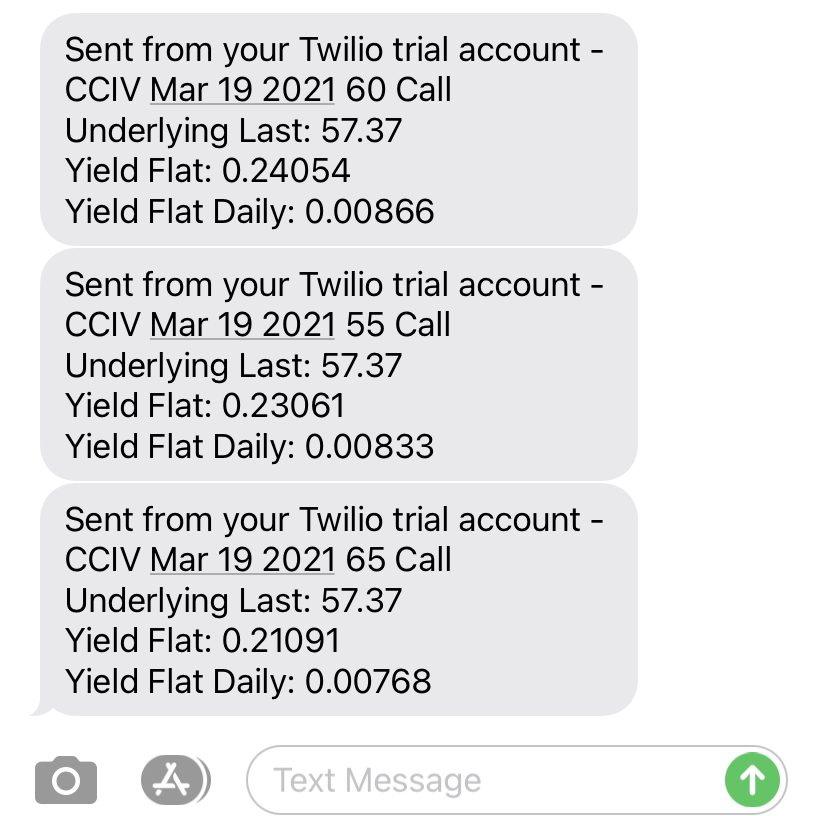 Sent from your Twilio trial account -
CCIV Mar 19 2021 60 Call
Underlying Last: 57.37
Yield Flat: 0.24054
Yield Flat Daily: 0.00866
Sent from your Twilio trial account -
CCIV Mar 19 2021 55 Call
Underlying Last: 57.37
Yield Flat: 0.23061
Yield Flat Daily: 0.00833
Sent from your Twilio trial account -
CCIV Mar 19 2021 65 Call
Underlying Last: 57.37
Yield Flat: 0.21091
Yield Flat Daily: 0.00768
Text Message